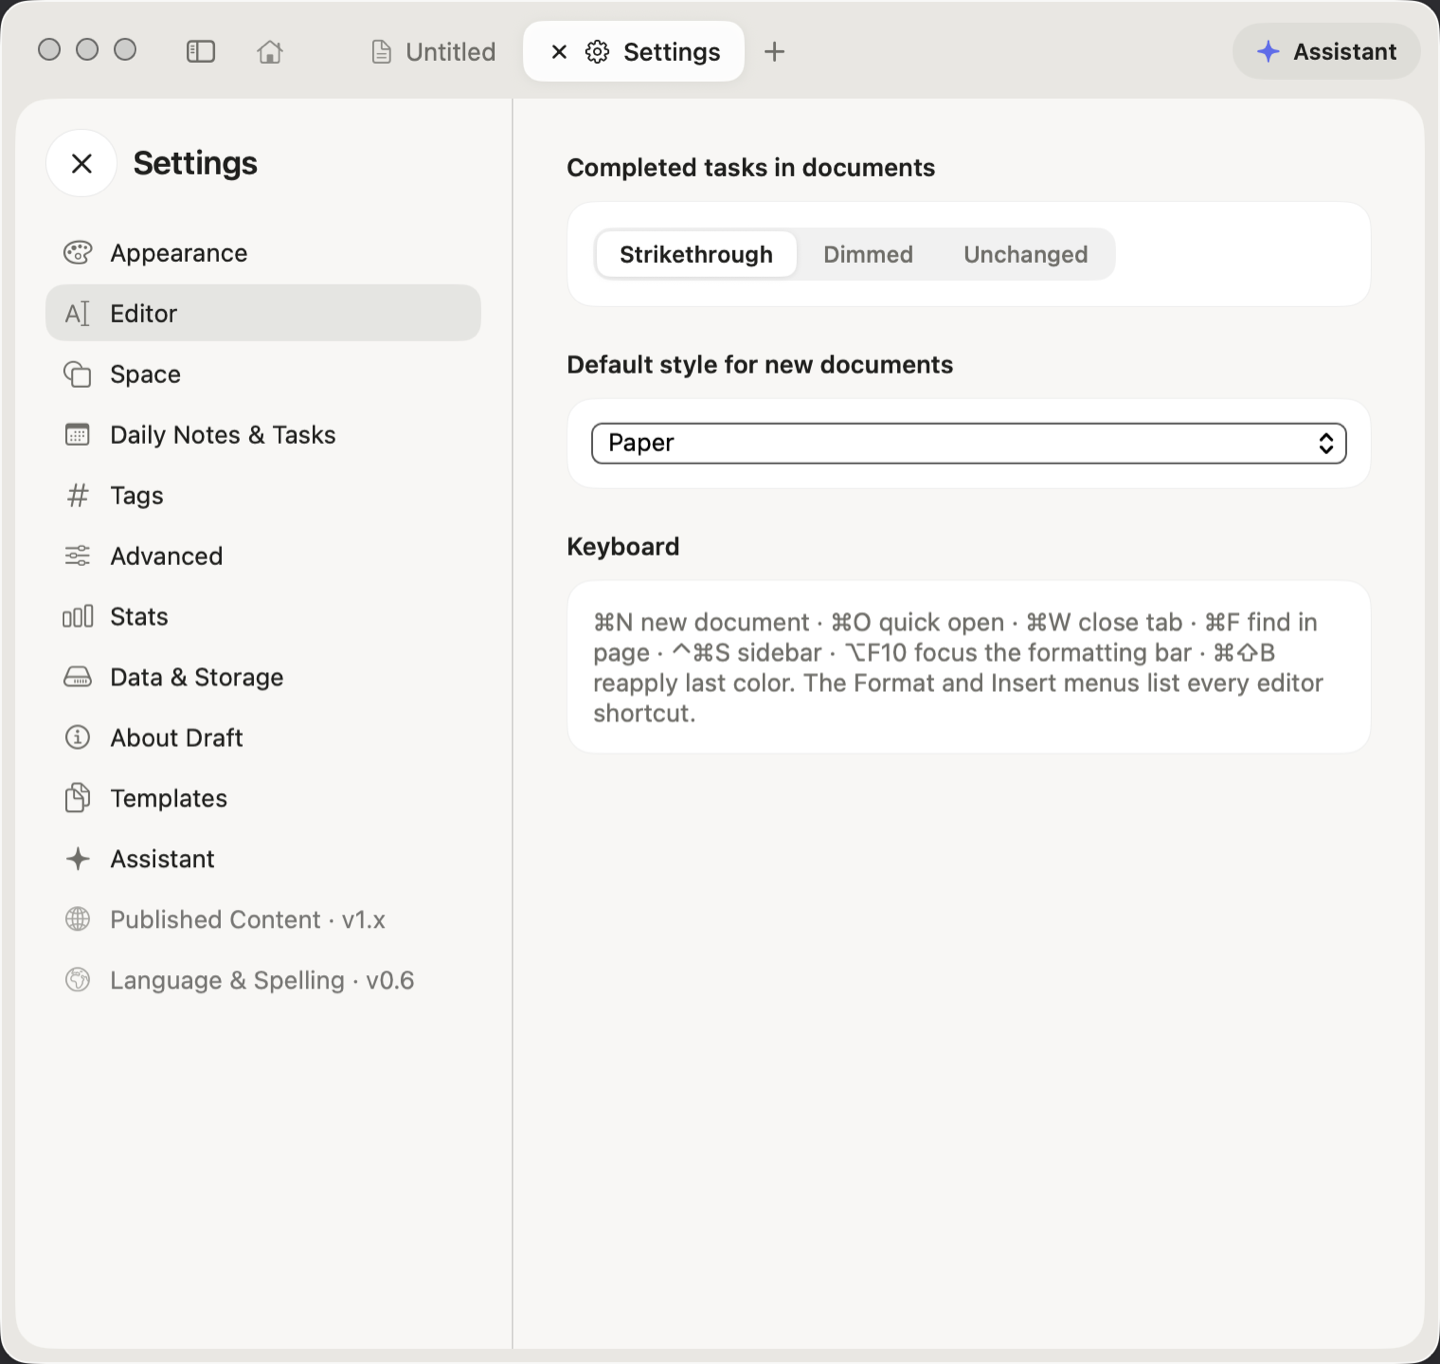 Untitled
Settings
Assistant
Settings
Appearance
Editor
Space
Daily Notes & Tasks
Tags
Advanced
Stats
Data & Storage
About Draft
Templates
Assistant
Published Content · v1.x
Language & Spelling · v0.6
Completed tasks in documents
Strikethrough Dimmed Unchanged
Default style for new documents
Paper
Keyboard
⌘N new document · ⌘O quick open · ⌘W close tab · ⌘F find in
page · ^⌘S sidebar · ⌥F10 focus the formatting bar · ⌘⇧B
reapply last color. The Format and Insert menus list every editor
shortcut.